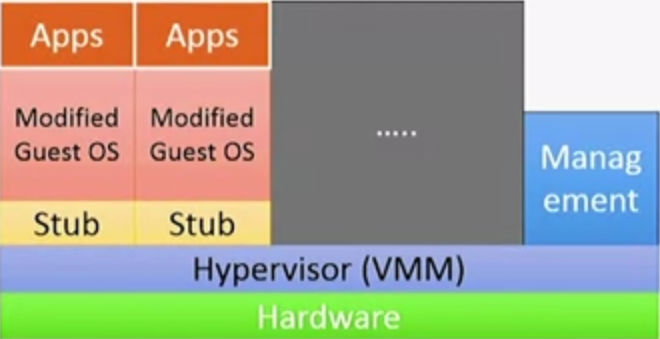 Apps
Apps
Modified
Guest OS
Modified
Guest OS
.....
Manag
ement
Stub
Stub
Hypervisor (VMM)
Hardware